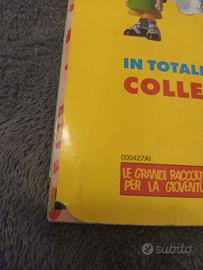 IN TOTALE
COLLE
000427AI
LE GRANDI RACCOLT
PER LA GIOVENTU
subito